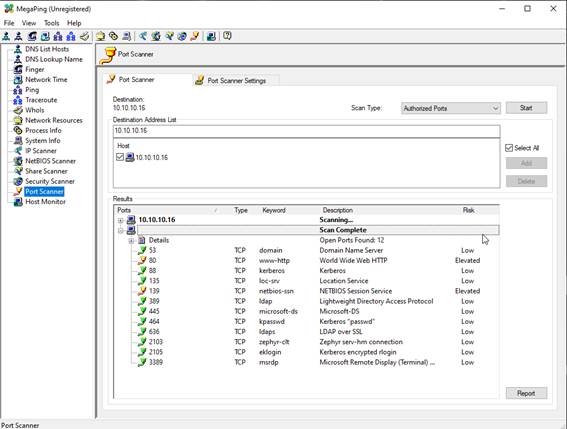 MegaPing (Unregistered)
File View Tools Help
DNS List Hosts
DNS Lookup Name
Finger
Network Time
Ping
Traceroute
WhoIs
Network Resources
Process Info
System Info
IP Scanner
NetBIOS Scanner
Share Scanner
Security Scanner
Port Scanner
Host Monitor
Port Scanner
Port Scanner Port Scanner Settings
Destination:
10.10.10.16
Scan Type: Authorized Ports Start
Destination Address List
10.10.10.16
Host
10.10.10.16
Select All
Add
Delete
Results
Ports Type Keyword Description Risk
10.10.10.16 Scanning...
Scan Complete
Details Open Ports Found: 12
53 TCP domain Domain Name Server Low
80 TCP www-http World Wide Web HTTP Elevated
88 TCP kerberos Kerberos Low
135 TCP loc-srv Location Service Low
139 TCP netbios-ssn NETBIOS Session Service Elevated
389 TCP ldap Lightweight Directory Access Protocol Low
445 TCP microsoft-ds Microsoft-DS Low
464 TCP kpasswd Kerberos "passwd" Low
636 TCP ldaps LDAP over SSL Low
2103 TCP zephyr-clt Zephyr serv-hm connection Low
2105 TCP eklogin Kerberos encrypted rlogin Low
3389 TCP msrdp Microsoft Remote Display (Terminal) ... Low
Report
Port Scanner